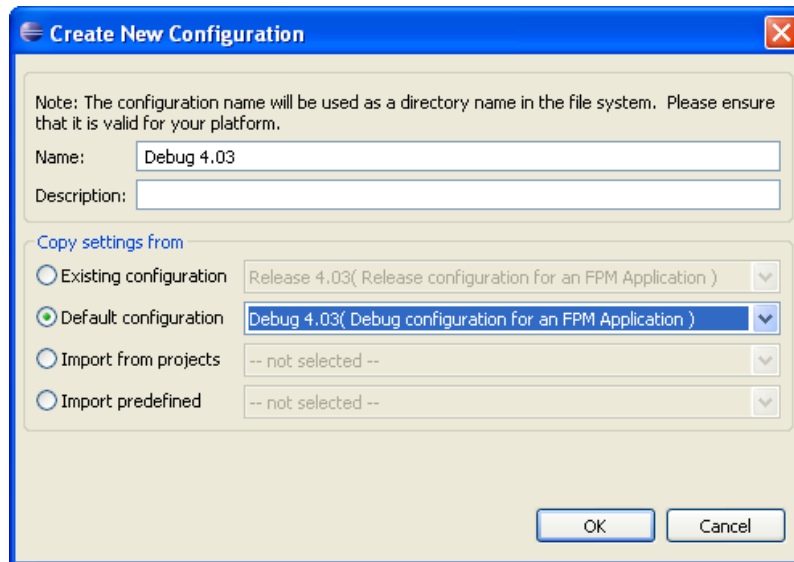 Create New Configuration
Note: The configuration name will be used as a directory name in the file system. Please ensure
that it is valid for your platform.
Name: Debug 4.03
Description:
Copy settings from
Existing configuration Release 4.03( Release configuration for an FPM Application )
Default configuration Debug 4.03( Debug configuration for an FPM Application )
Import from projects -- not selected --
Import predefined -- not selected --
OK Cancel